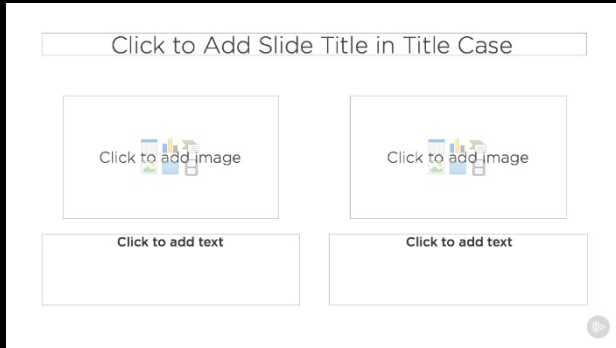 Click to Add Slide Title in Title Case
Click to add image
Click to add image
Click to add text
Click to add text